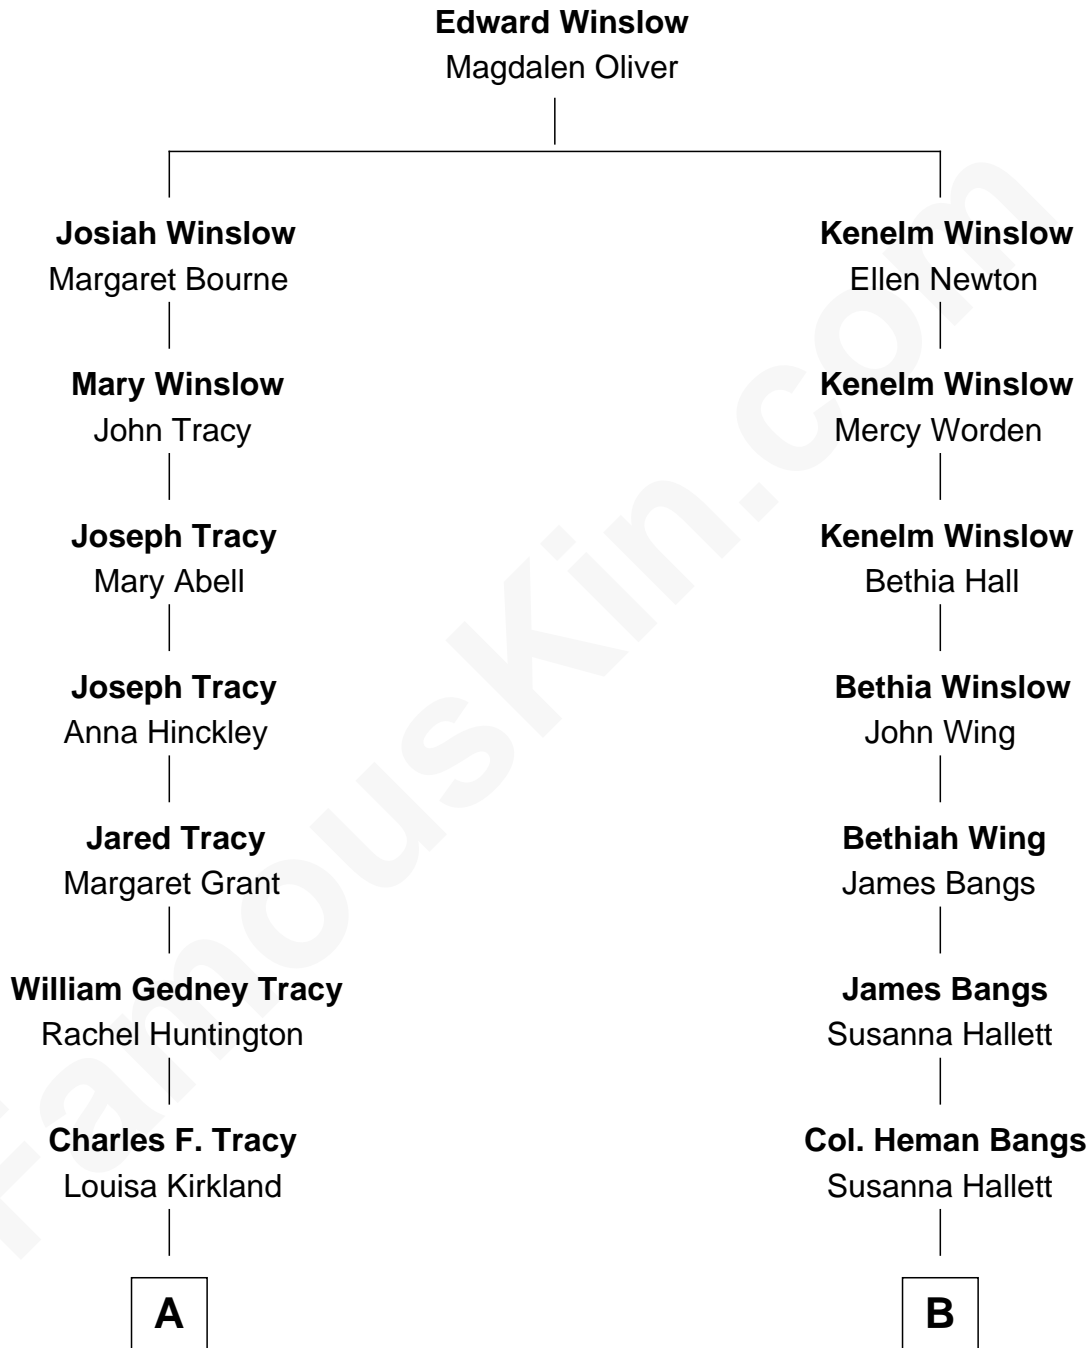 Edward Winslow
Magdalen Oliver
Josiah Winslow
Margaret Bourne
Kenelm Winslow
Ellen Newton
Mary Winslow
John Tracy
Kenelm Winslow
Mercy Worden
Joseph Tracy
Mary Abell
Kenelm Winslow
Bethia Hall
Joseph Tracy
Anna Hinckley
Bethia Winslow
John Wing
Jared Tracy
Margaret Grant
Bethiah Wing
James Bangs
William Gedney Tracy
Rachel Huntington
James Bangs
Susanna Hallett
Charles F. Tracy
Louisa Kirkland
Col. Heman Bangs
Susanna Hallett
A
B
FamousKin.com